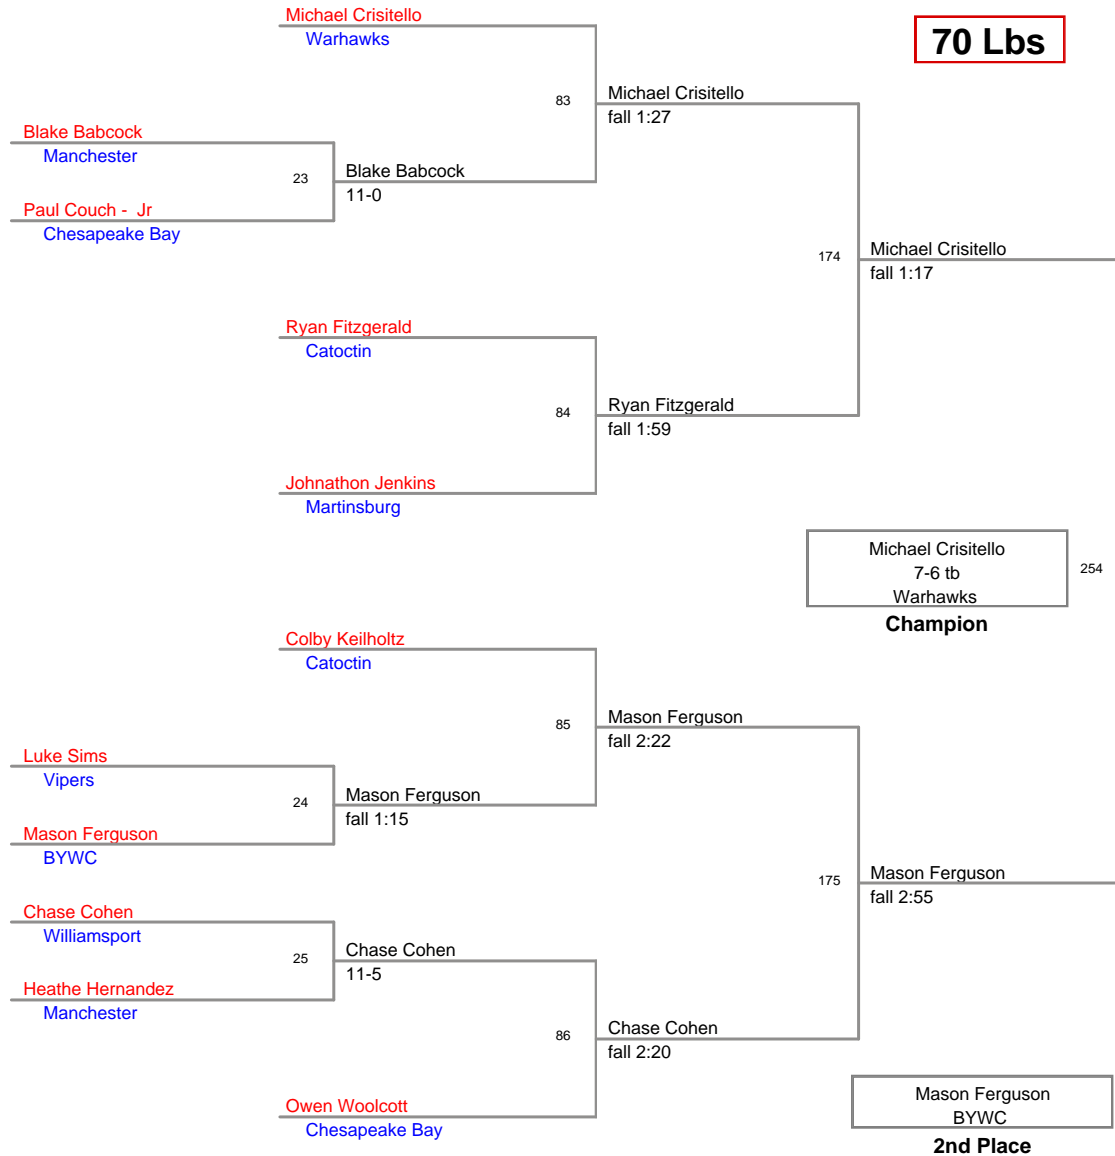 Michael Crisitello
Warhawks
70 Lbs
83
Michael Crisitello
fall 1:27
Blake Babcock
Manchester
23
Blake Babcock
11-0
Paul Couch -  Jr
Chesapeake Bay
174
Michael Crisitello
fall 1:17
Ryan Fitzgerald
Catoctin
84
Ryan Fitzgerald
fall 1:59
Johnathon Jenkins
Martinsburg
Michael Crisitello
7-6 tb
Warhawks
254
Champion
Colby Keilholtz
Catoctin
85
Mason Ferguson
fall 2:22
Luke Sims
Vipers
24
Mason Ferguson
fall 1:15
Mason Ferguson
BYWC
175
Mason Ferguson
fall 2:55
Chase Cohen
Williamsport
25
Chase Cohen
11-5
Heathe Hernandez
Manchester
86
Chase Cohen
fall 2:20
Owen Woolcott
Chesapeake Bay
Mason Ferguson
BYWC
2nd Place